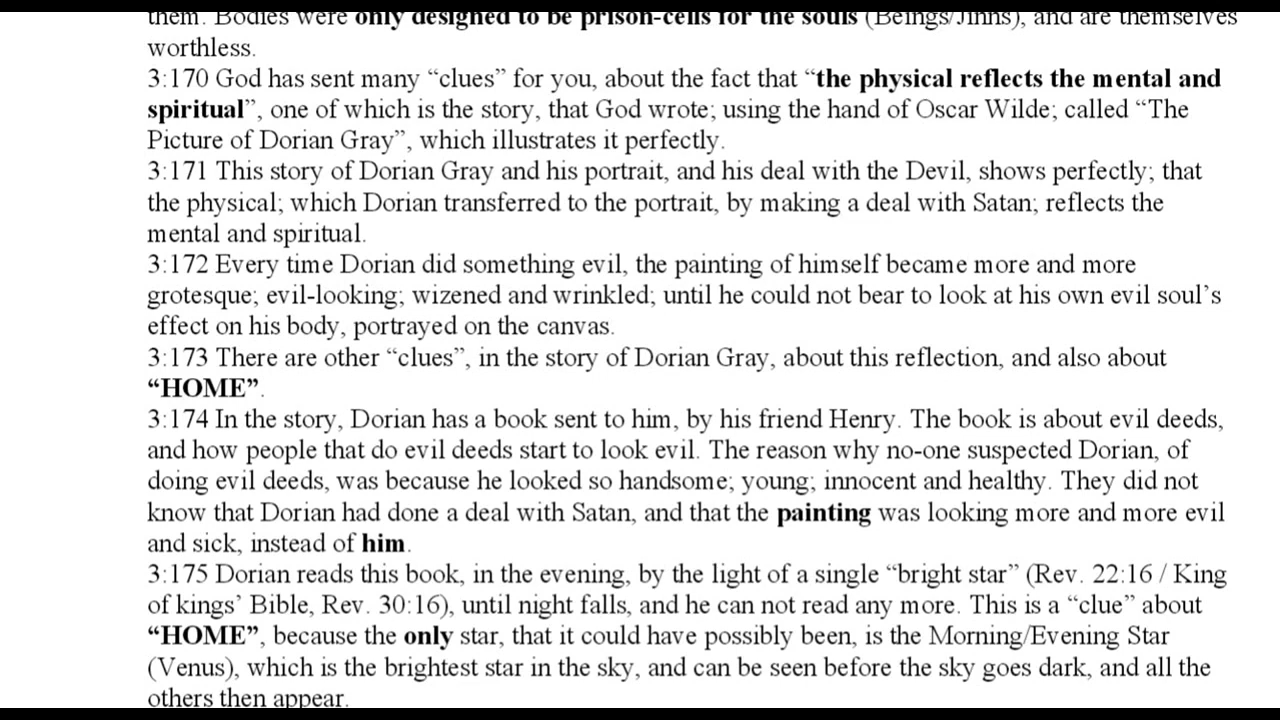 them. Bodies were only designed to be prison-cells for the souls (Beings/Jinns), and are themselves
worthless.
3:170 God has sent many “clues” for you, about the fact that “the physical reflects the mental and
spiritual”, one of which is the story, that God wrote; using the hand of Oscar Wilde; called “The
Picture of Dorian Gray”, which illustrates it perfectly.
3:171 This story of Dorian Gray and his portrait, and his deal with the Devil, shows perfectly; that
the physical; which Dorian transferred to the portrait, by making a deal with Satan; reflects the
mental and spiritual.
3:172 Every time Dorian did something evil, the painting of himself became more and more
grotesque; evil-looking; wizened and wrinkled; until he could not bear to look at his own evil soul’s
effect on his body, portrayed on the canvas.
3:173 There are other “clues”, in the story of Dorian Gray, about this reflection, and also about
“HOME”.
3:174 In the story, Dorian has a book sent to him, by his friend Henry. The book is about evil deeds,
and how people that do evil deeds start to look evil. The reason why no-one suspected Dorian, of
doing evil deeds, was because he looked so handsome; young; innocent and healthy. They did not
know that Dorian had done a deal with Satan, and that the painting was looking more and more evil
and sick, instead of him.
3:175 Dorian reads this book, in the evening, by the light of a single “bright star” (Rev. 22:16 / King
of kings’ Bible, Rev. 30:16), until night falls, and he can not read any more. This is a “clue” about
“HOME”, because the only star, that it could have possibly been, is the Morning/Evening Star
(Venus), which is the brightest star in the sky, and can be seen before the sky goes dark, and all the
others then appear.